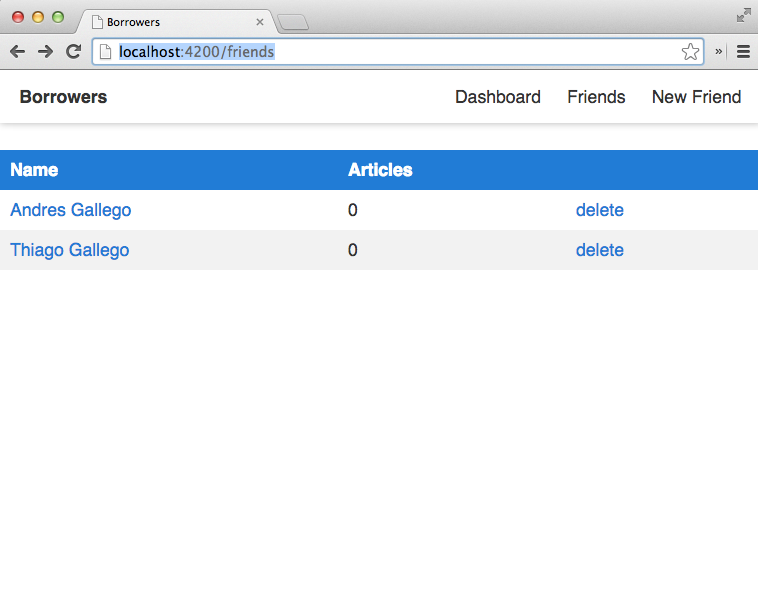 Borrowers
localhost:4200/friends
Borrowers Dashboard Friends New Friend
Name Articles
Andres Gallego 0 delete
Thiago Gallego 0 delete